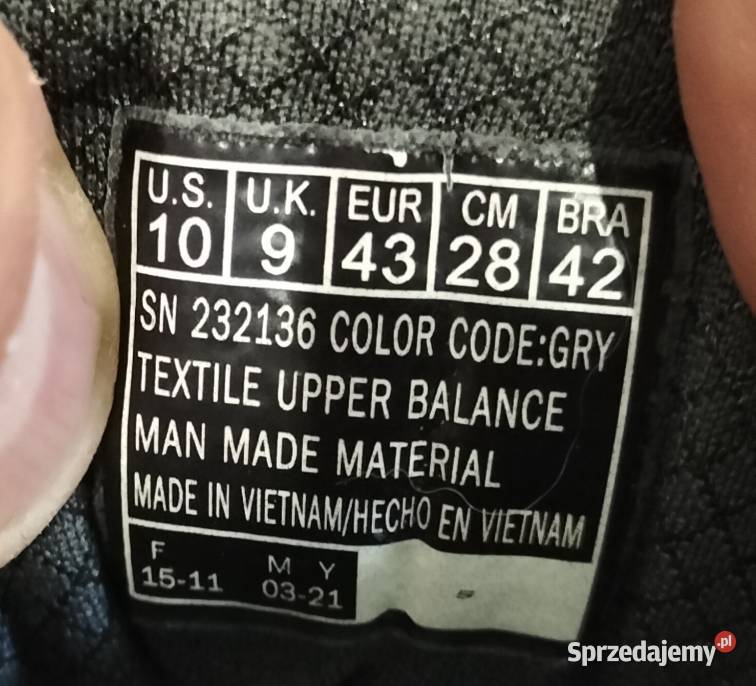 U.S. U.K. EUR CM BRA
10 9 43 28 42
SN 232136 COLOR CODE:GRY
TEXTILE UPPER BALANCE
MAN MADE MATERIAL
MADE IN VIETNAM/HECHO EN VIETNAM
F M Y
15-11 03-21
Sprzedajemy.pl